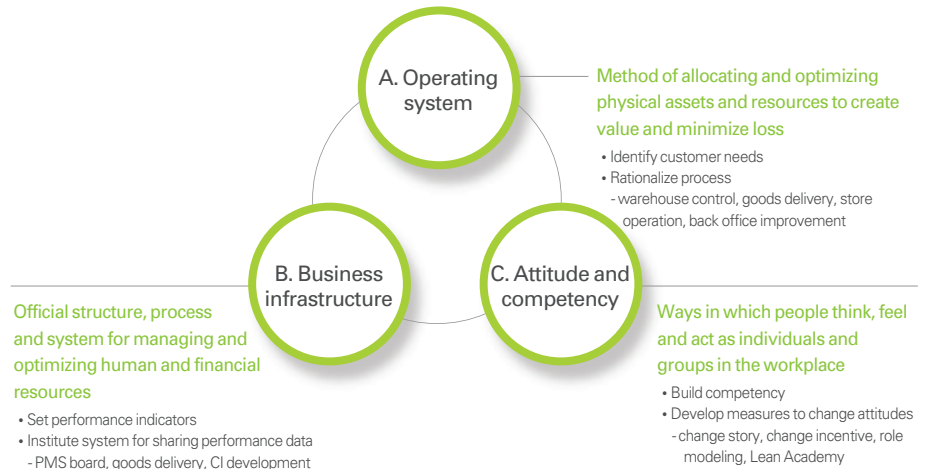 A. Operating
system
Method of allocating and optimizing
physical assets and resources to create
value and minimize loss
• Identify customer needs
• Rationalize process
- warehouse control, goods delivery, store
operation, back office improvement
B. Business
infrastructure
Official structure, process
and system for managing and
optimizing human and financial
resources
• Set performance indicators
• Institute system for sharing performance data
- PMS board, goods delivery, CI development
C. Attitude and
competency
Ways in which people think, feel
and act as individuals and
groups in the workplace
• Build competency
• Develop measures to change attitudes
- change story, change incentive, role
modeling, Lean Academy